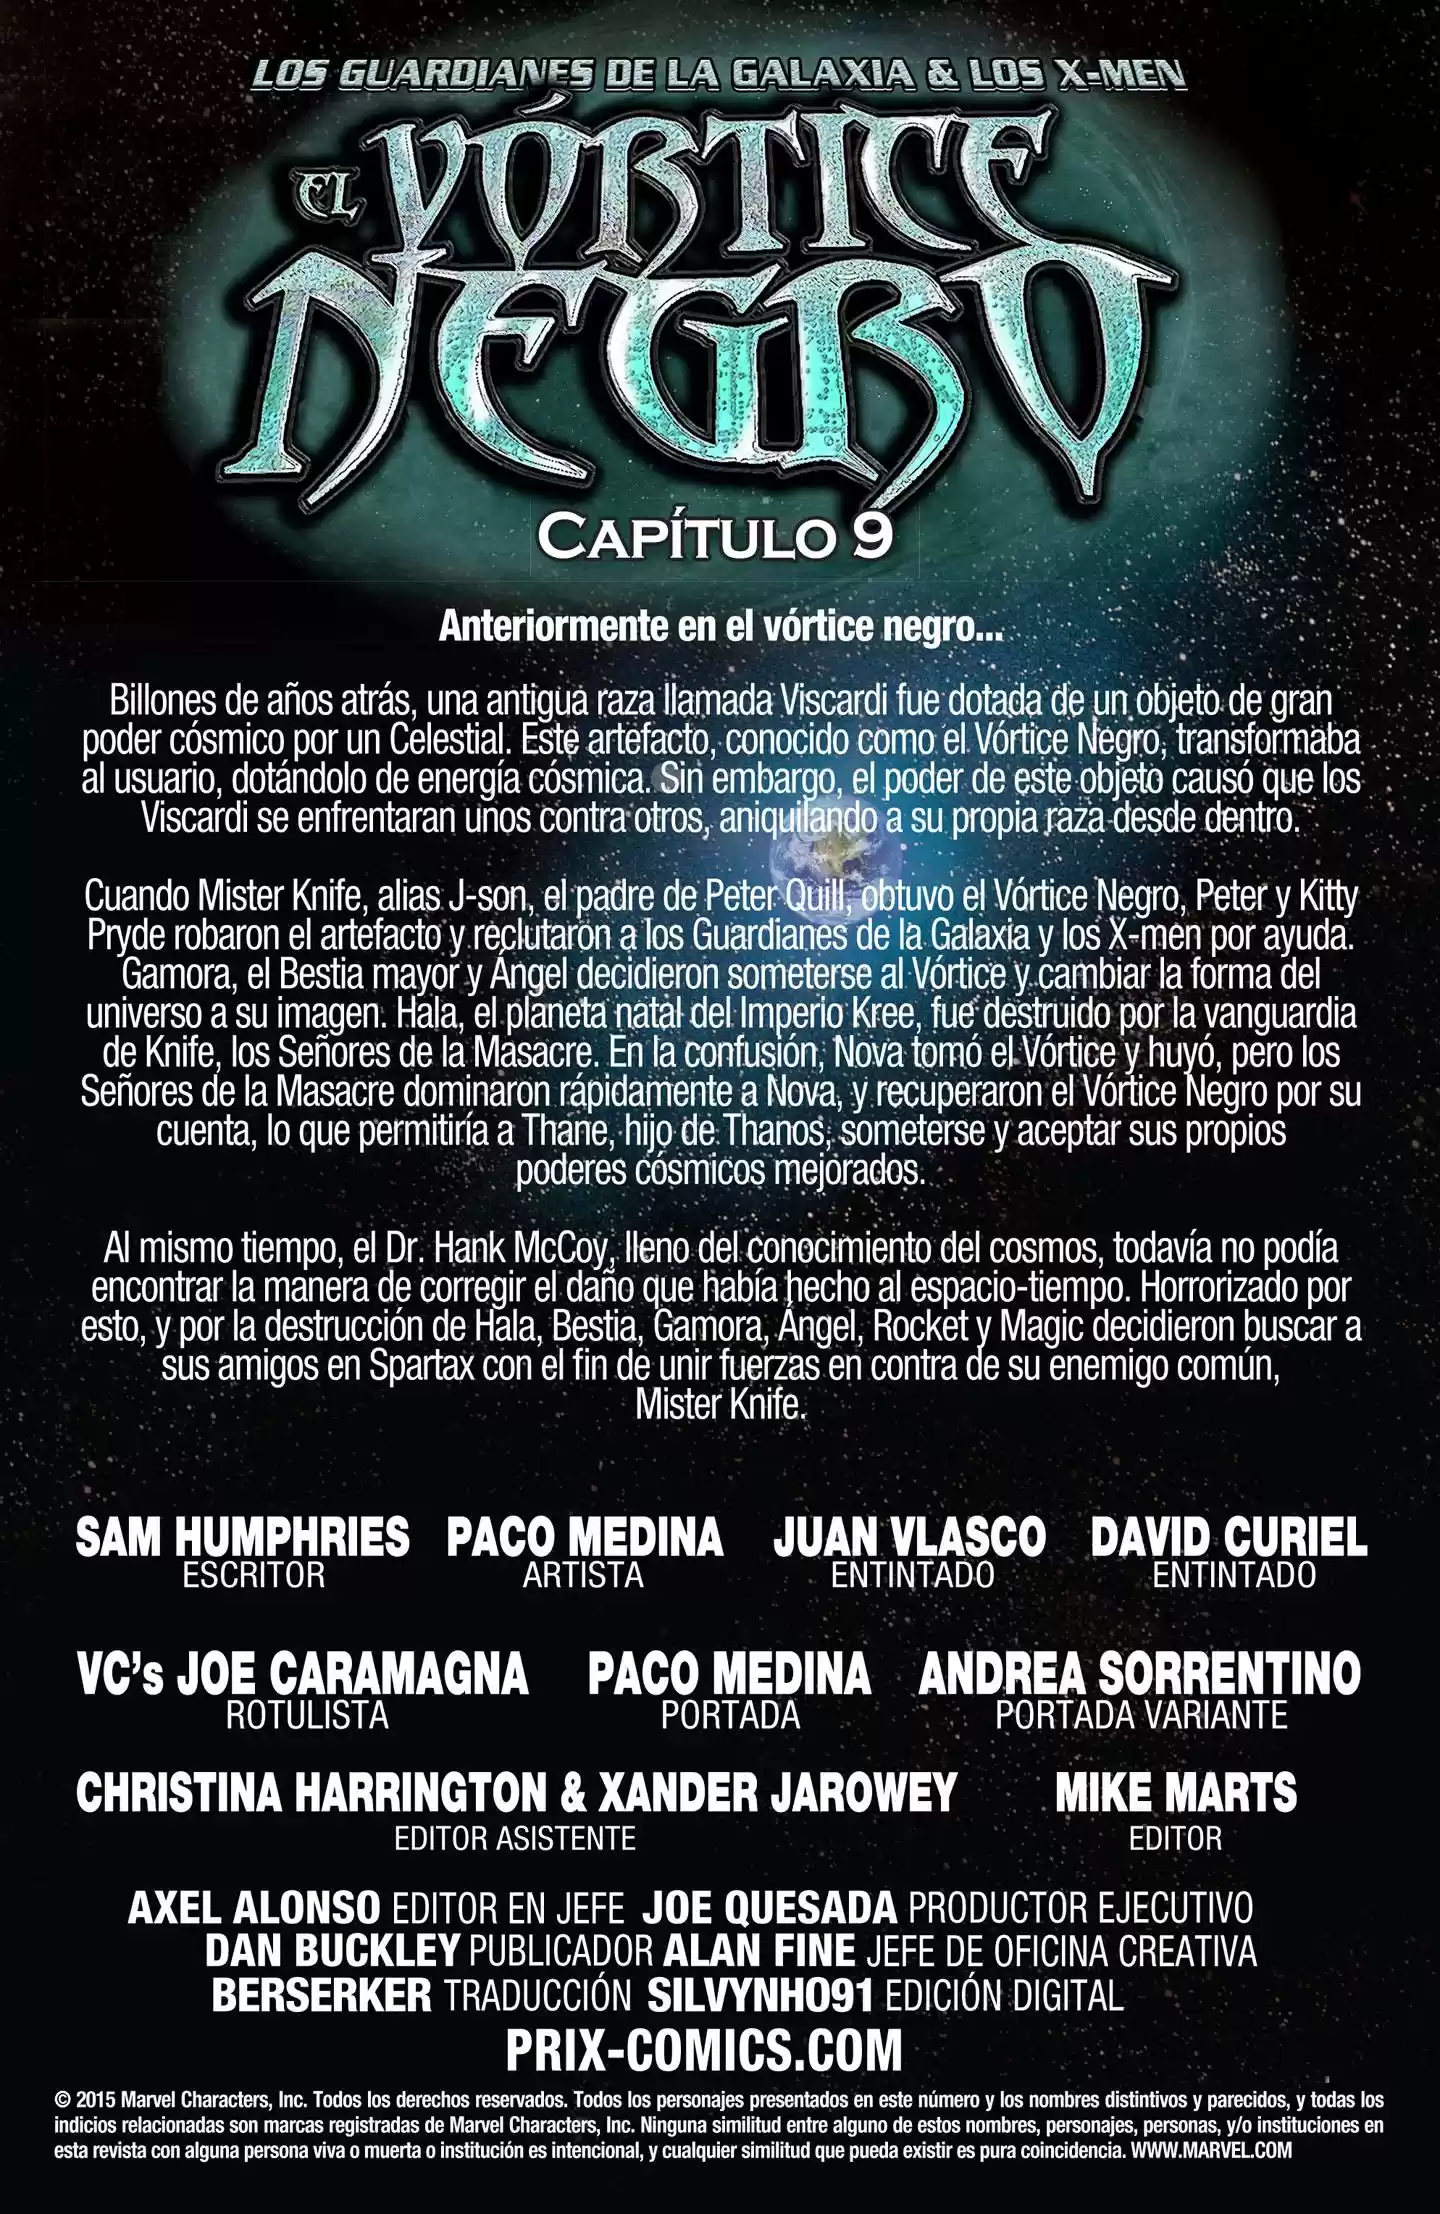 LOS GUARDIANES DE LA GALAXIA & LOS X-MEN
EL VÓRTICE
NEGRO
CAPÍTULO 9
Anteriormente en el vórtice negro...
Billones de años atrás, una antigua raza llamada Viscardi fue dotada de un objeto de gran
poder cósmico por un Celestial. Este artefacto, conocido como el Vórtice Negro, transformaba
al usuario, dotándolo de energía cósmica. Sin embargo, el poder de este objeto causó que los
Viscardi se enfrentaran unos contra otros, aniquilando a su propia raza desde dentro.
Cuando Mister Knife, alias J-son, el padre de Peter Quill, obtuvo el Vórtice Negro, Peter y Kitty
Pryde robaron el artefacto y reclutaron a los Guardianes de la Galaxia y los X-men por ayuda.
Gamora, el Bestia mayor y Ángel decidieron someterse al Vórtice y cambiar la forma del
universo a su imagen. Hala, el planeta natal del Imperio Kree, fue destruido por la vanguardia
de Knife, los Señores de la Masacre. En la confusión, Nova tomó el Vórtice y huyó, pero los
Señores de la Masacre dominaron rápidamente a Nova, y recuperaron el Vórtice Negro por su
cuenta, lo que permitiría a Thane, hijo de Thanos, someterse y aceptar sus propios
poderes cósmicos mejorados.
Al mismo tiempo, el Dr. Hank McCoy, lleno del conocimiento del cosmos, todavía no podía
encontrar la manera de corregir el daño que había hecho al espacio-tiempo. Horrorizado por
esto, y por la destrucción de Hala, Bestia, Gamora, Ángel, Rocket y Magic decidieron buscar a
sus amigos en Spartax con el fin de unir fuerzas en contra de su enemigo común,
Mister Knife.
SAM HUMPHRIES PACO MEDINA JUAN VLASCO DAVID CURIEL
ESCRITOR ARTISTA ENTINTADO ENTINTADO
VC's JOE CARAMAGNA PACO MEDINA ANDREA SORRENTINO
ROTULISTA PORTADA PORTADA VARIANTE
CHRISTINA HARRINGTON & XANDER JAROWEY MIKE MARTS
EDITOR ASISTENTE EDITOR
AXEL ALONSO EDITOR EN JEFE JOE QUESADA PRODUCTOR EJECUTIVO
DAN BUCKLEY PUBLICADOR ALAN FINE JEFE DE OFICINA CREATIVA
BERSERKER TRADUCCIÓN SILVYNHO91 EDICIÓN DIGITAL
PRIX-COMICS.COM
© 2015 Marvel Characters, Inc. Todos los derechos reservados. Todos los personajes presentados en este número y los nombres distintivos y parecidos, y todas los
indicios relacionadas son marcas registradas de Marvel Characters, Inc. Ninguna similitud entre alguno de estos nombres, personajes, personas, y/o instituciones en
esta revista con alguna persona viva o muerta o institución es intencional, y cualquier similitud que pueda existir es pura coincidencia. WWW.MARVEL.COM